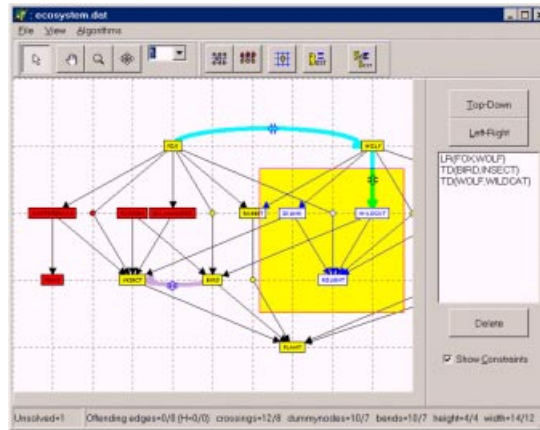 : ecosystem.dat
File View Algorithms
Top-Down
Left-Right
LR(FOX,WOLF)
TD(BIRD,INSECT)
TD(WOLF,WILDCAT)
FOX
WOLF
RABBIT
WILDCAT
INSECT
BIRD
PLANT
Delete
Show Constraints
Unsolved=1 Offending edges=0/8 (H=0/0) crossings=12/8 dummynodes=10/7 bends=10/7 height=4/4 width=14/12